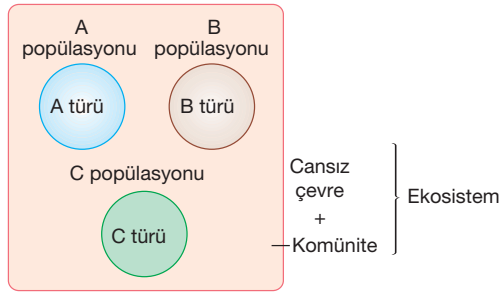 A
popülasyonu
B
popülasyonu
A türü
B türü
C popülasyonu
C türü
Cansız
çevre
+
Komünite
Ekosistem